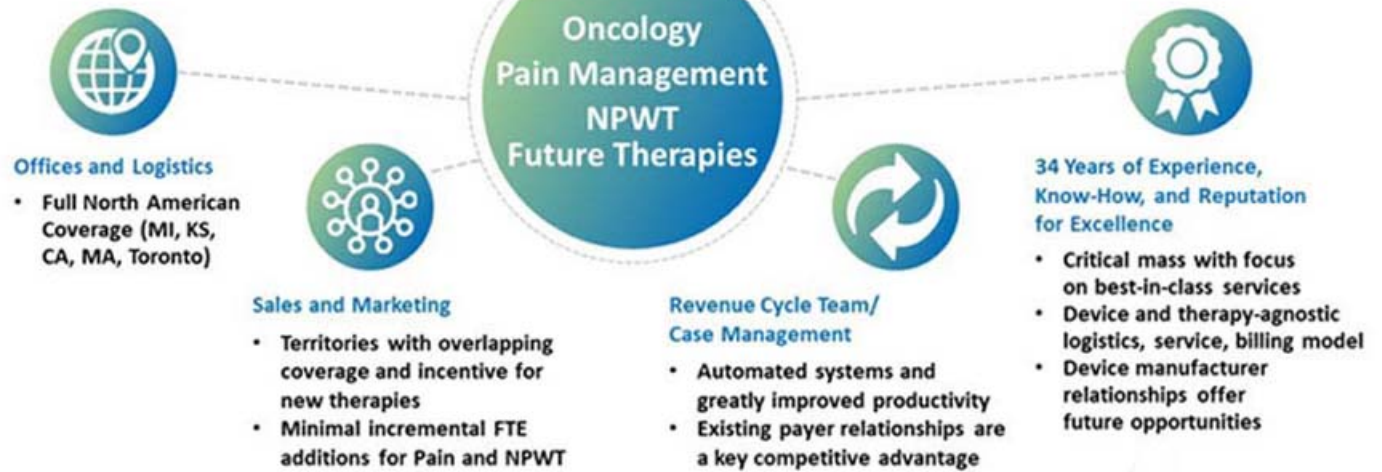 Oncology
Pain Management
NPWT
Future Therapies
Offices and Logistics
• Full North American
Coverage (MI, KS,
CA, MA, Toronto)
Sales and Marketing
• Territories with overlapping
coverage and incentive for
new therapies
• Minimal incremental FTE
additions for Pain and NPWT
Revenue Cycle Team/
Case Management
• Automated systems and
greatly improved productivity
• Existing payer relationships are
a key competitive advantage
34 Years of Experience,
Know-How, and Reputation
for Excellence
• Critical mass with focus
on best-in-class services
• Device and therapy-agnostic
logistics, service, billing model
• Device manufacturer
relationships offer
future opportunities